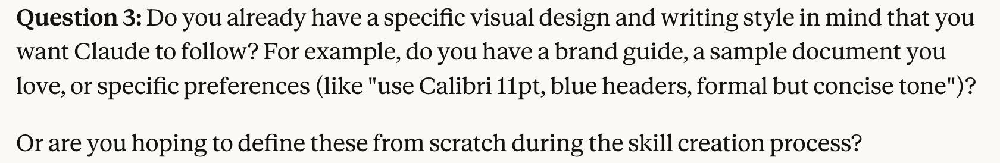 Question 3: Do you already have a specific visual design and writing style in mind that you
want Claude to follow? For example, do you have a brand guide, a sample document you
love, or specific preferences (like "use Calibri 11pt, blue headers, formal but concise tone")?
Or are you hoping to define these from scratch during the skill creation process?